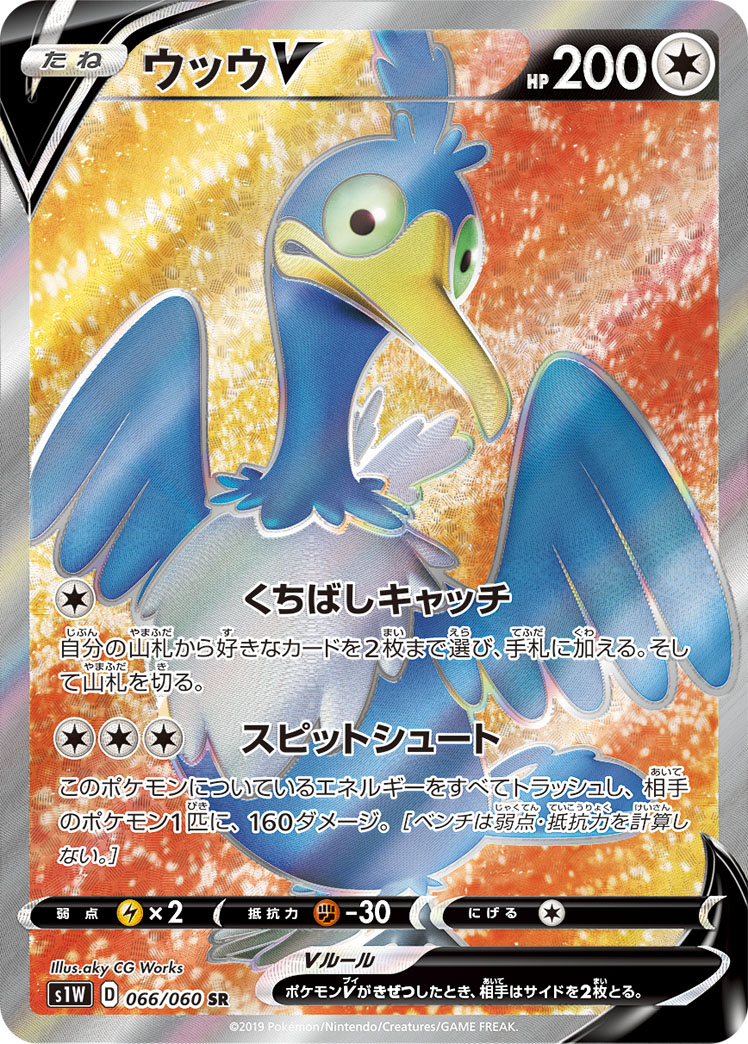 たね ウッウV HP200
くちばしキャッチ
自分の山札から好きなカードを2枚まで選び、手札に加える。そし
て山札を切る。
スピットシュート
このポケモンについているエネルギーをすべてトラッシュし、相手
のポケモン1匹に、160ダメージ。[ベンチは弱点・抵抗力を計算し
ない。]
弱点 ×2 抵抗力 -30 にげる
Illus.aky CG Works
Vルール
s1W D 066/060 SR
ポケモンVがきぜつしたとき、相手はサイドを2枚とる。
©2019 Pokémon/Nintendo/Creatures/GAME FREAK.